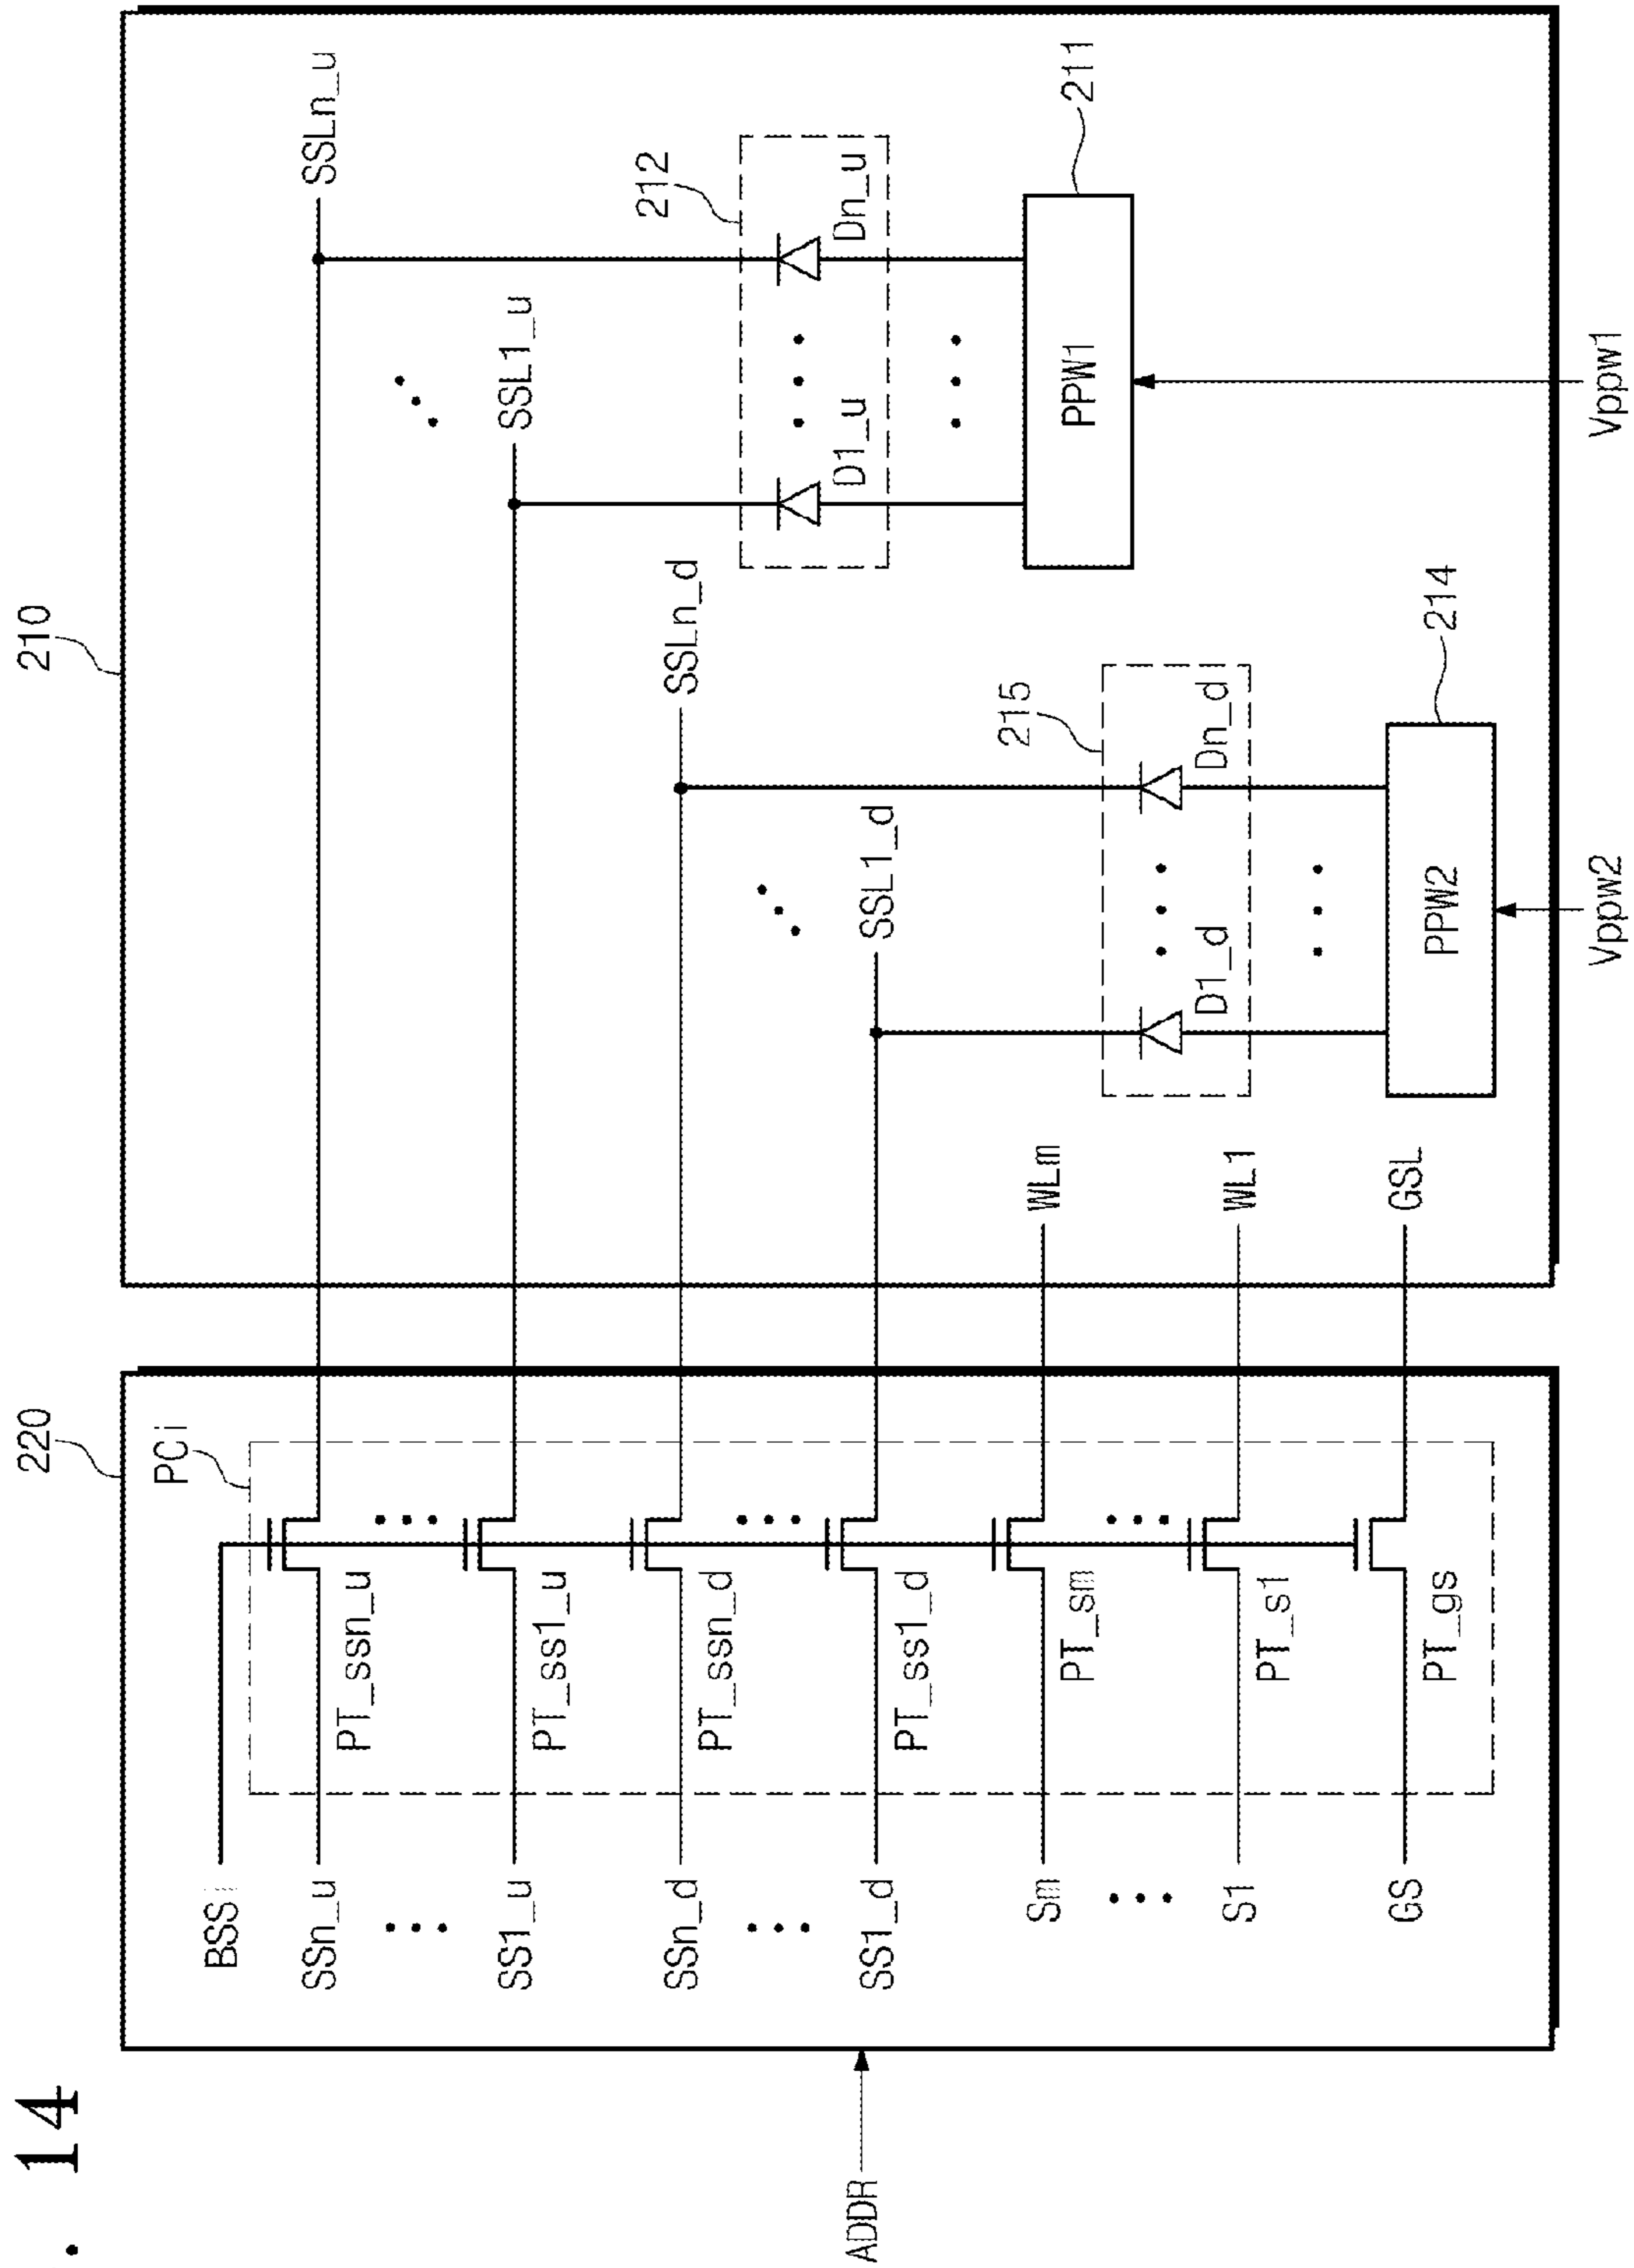 . 14
220
210
PCi
BSSi
SSn_u
PT_ssn_u
SSLn_u
SS1_u
PT_ss1_u
SSL1_u
SSn_d
PT_ssn_d
SSLn_d
212
D1_u
Dn_u
SS1_d
PT_ss1_d
SSL1_d
ADDR
Sm
PT_sm
WLm
215
D1_d
Dn_d
PPW1
211
S1
PT_s1
WL1
GS
PT_gs
GSL
PPW2
214
Vppw2
Vppw1